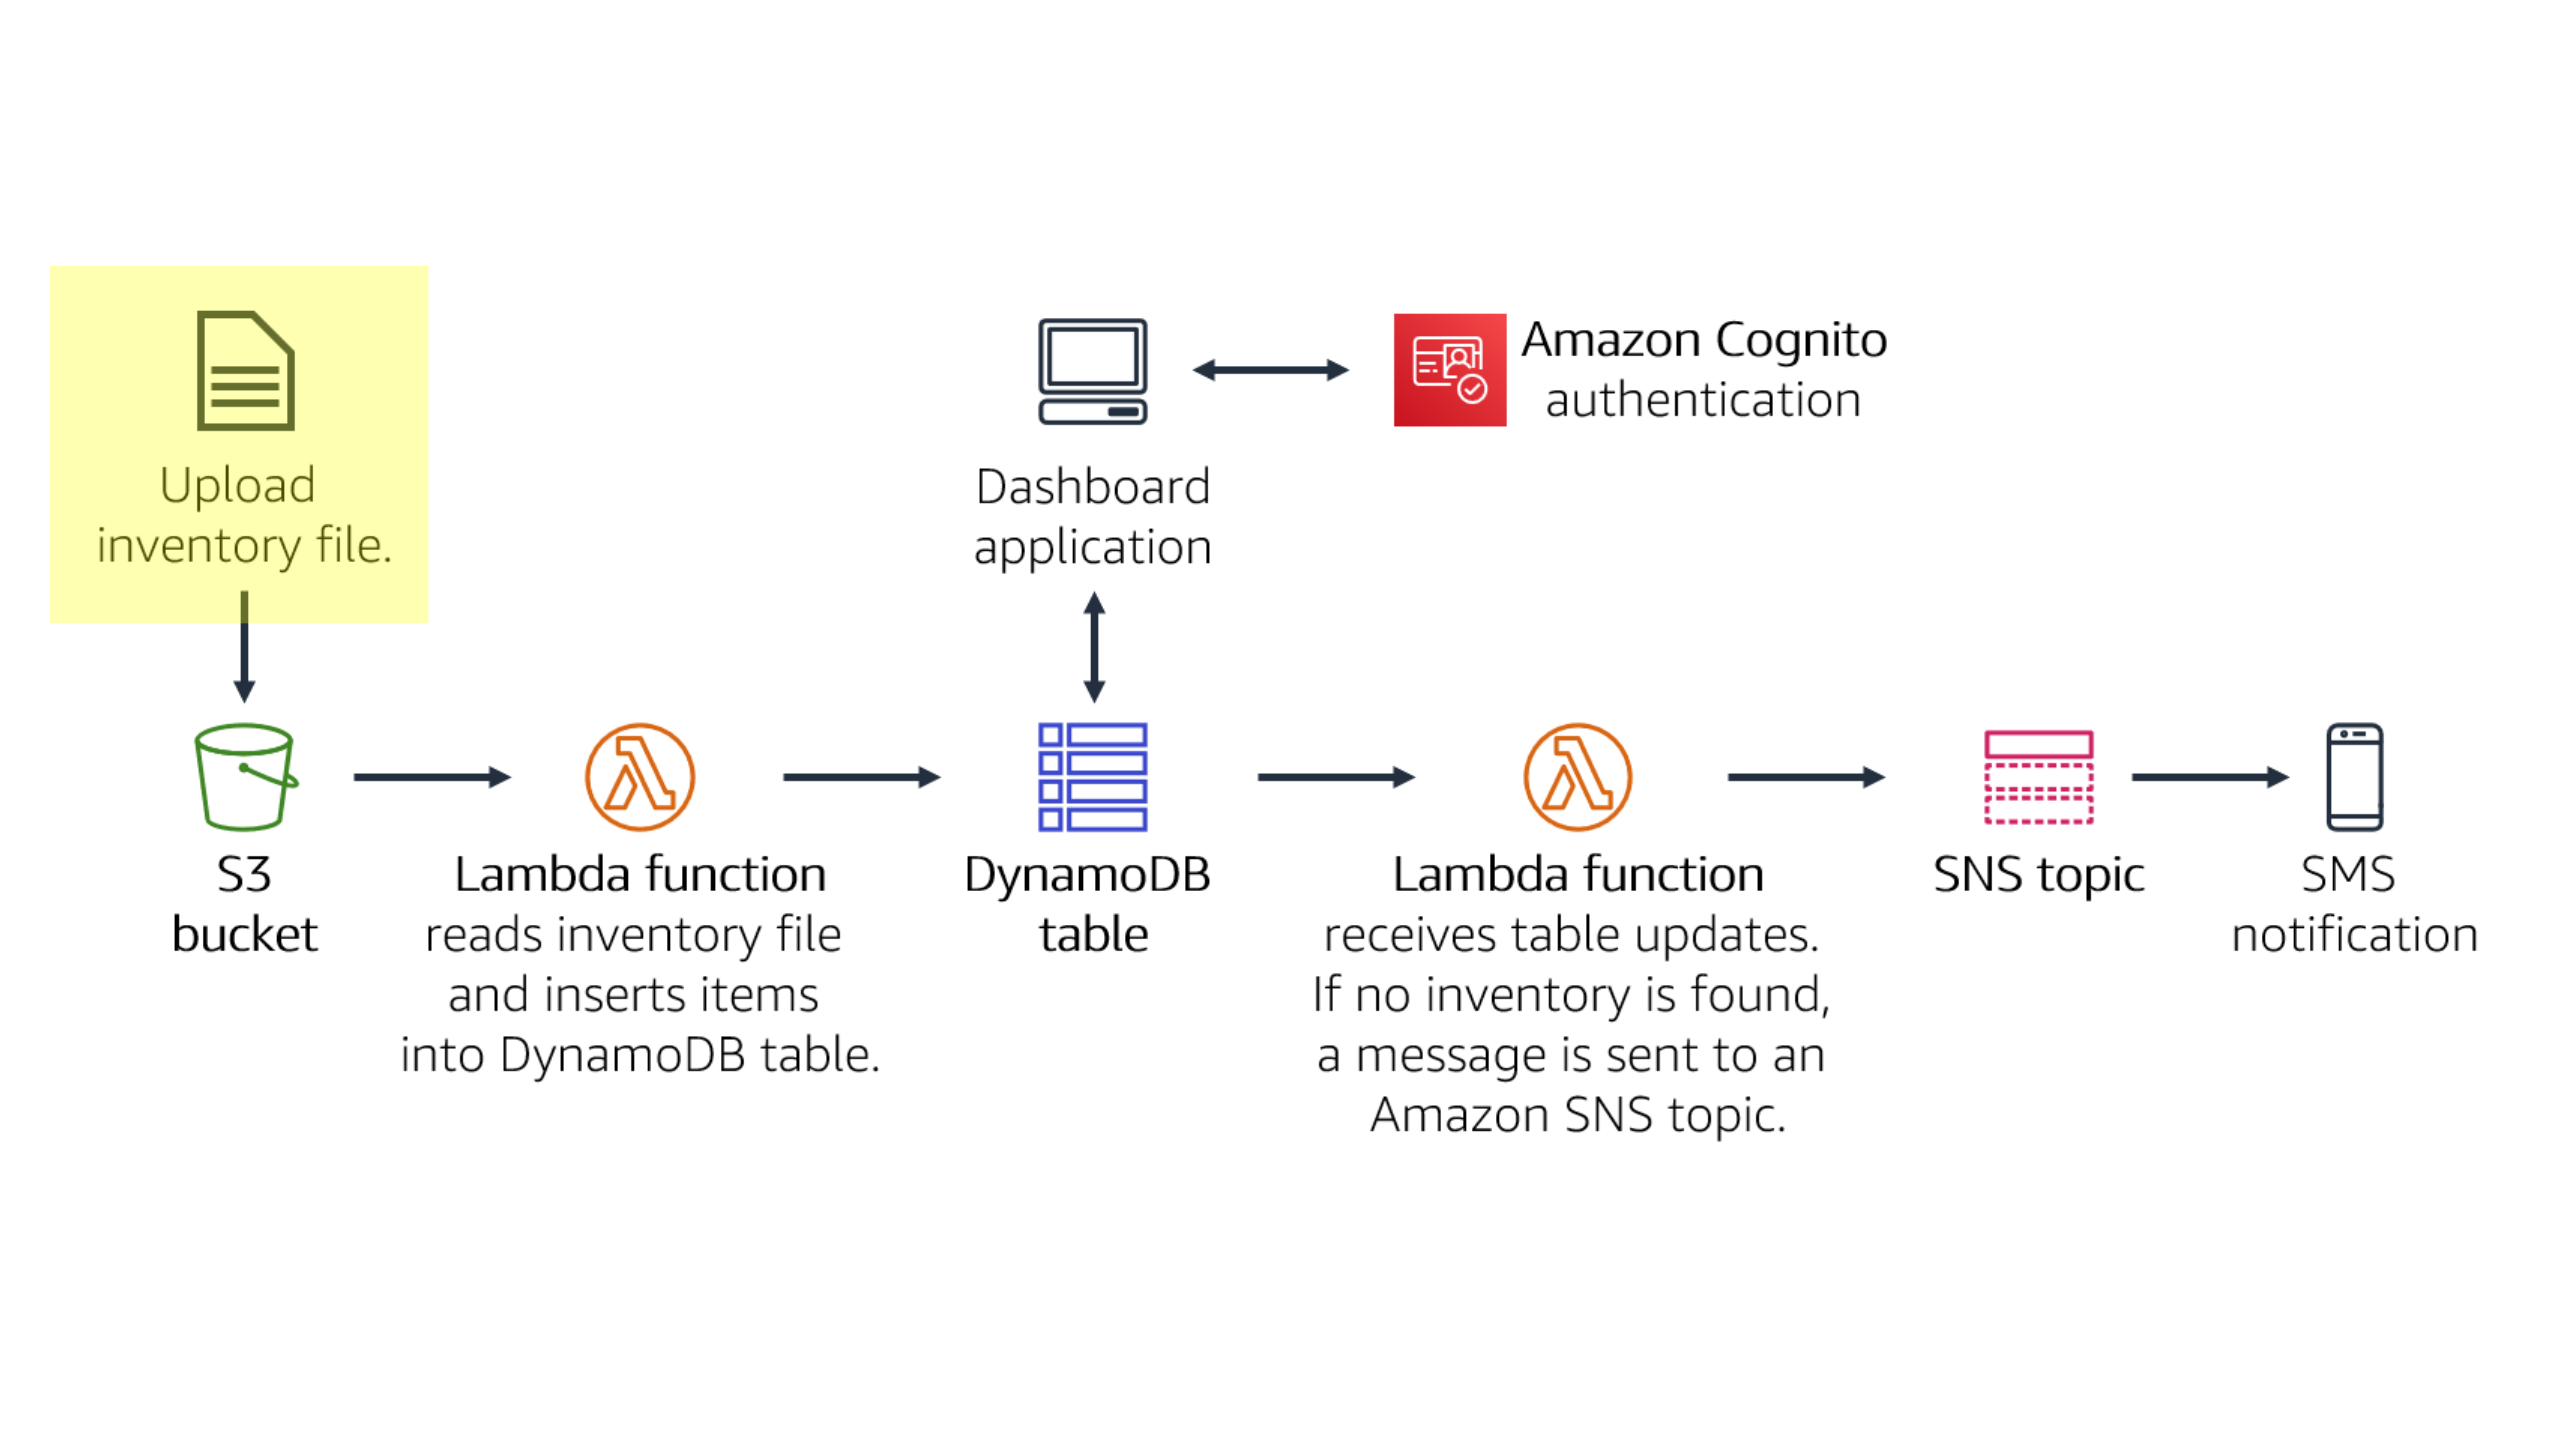 Upload
inventory file.
Amazon Cognito
authentication
Dashboard
application
S3
bucket
Lambda function
reads inventory file
and inserts items
into DynamoDB table.
DynamoDB
table
Lambda function
receives table updates.
If no inventory is found,
a message is sent to an
Amazon SNS topic.
SNS topic
SMS
notification